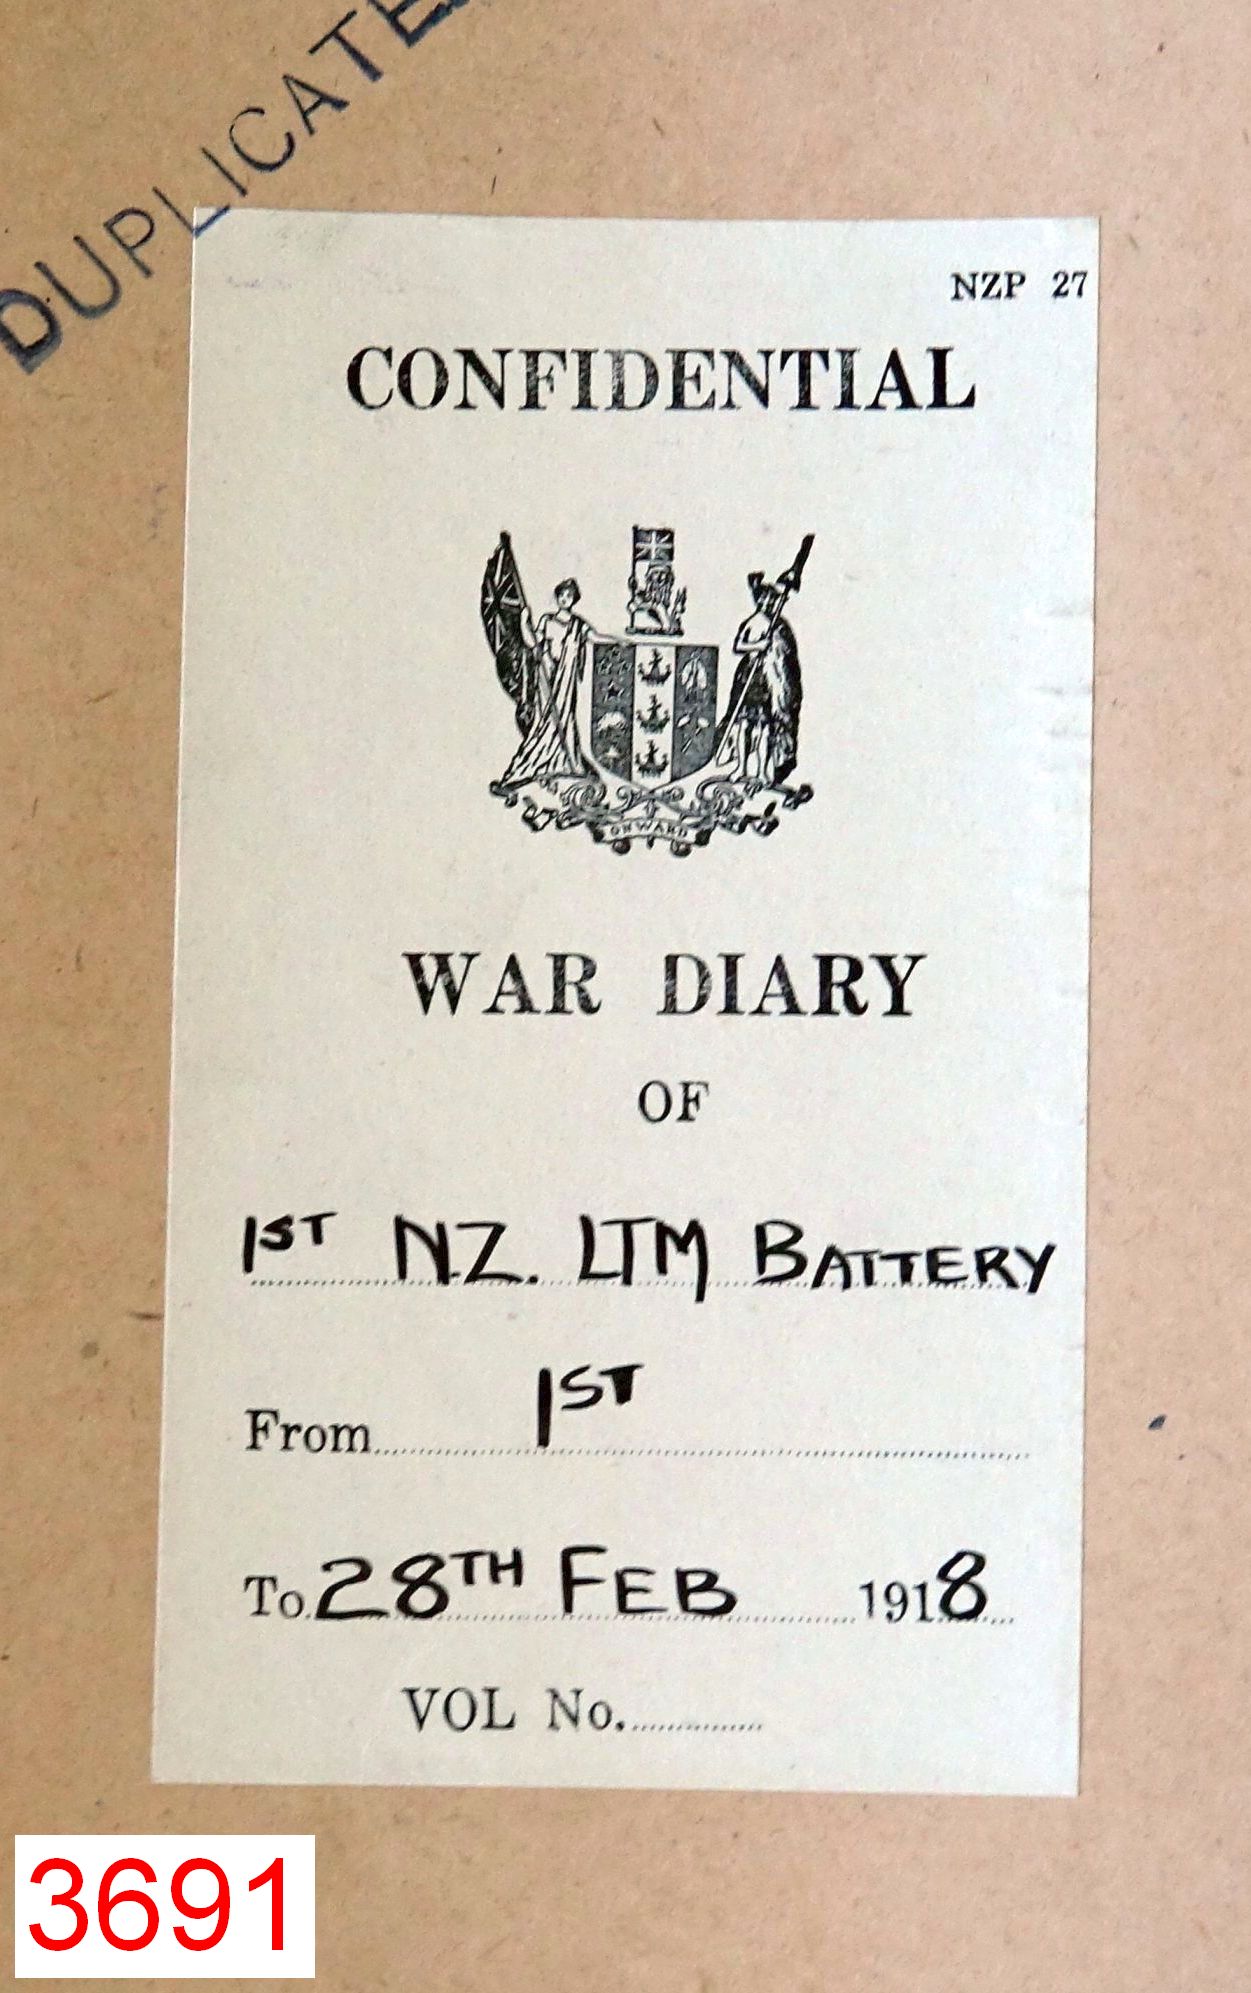 DUPLICATE
NZP 27
CONFIDENTIAL
ONWARD
WAR DIARY
OF
1ST N.Z. LTM BATTERY
From 1ST
To 28TH FEB 1918
VOL No.
3691